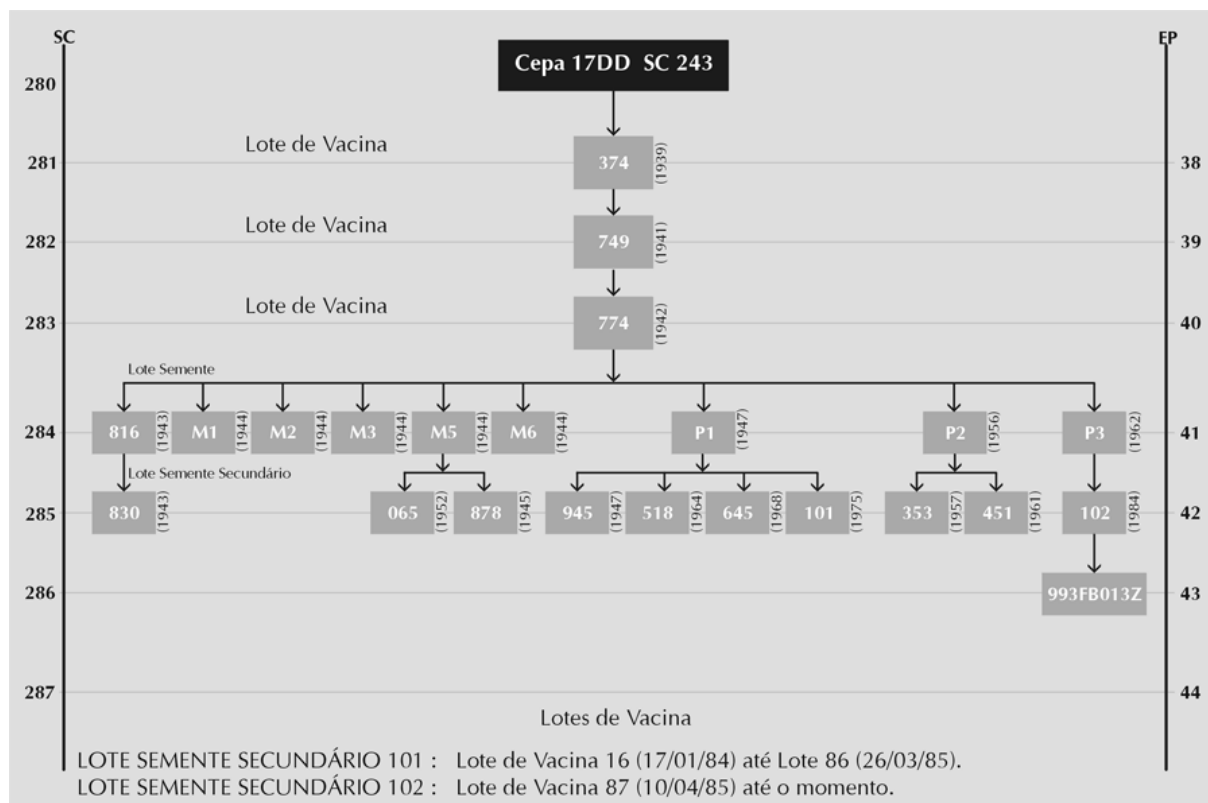 SC
EP
Cepa 17DD SC 243
280
Lote de Vacina
281
374
(1939)
38
Lote de Vacina
282
749
(1941)
39
Lote de Vacina
283
774
(1942)
40
Lote Semente
284
816
(1943)
M1
(1944)
M2
(1944)
M3
(1944)
M5
(1944)
M6
(1944)
P1
(1947)
P2
(1956)
P3
(1962)
41
Lote Semente Secundário
285
830
(1943)
065
(1952)
878
(1945)
945
(1947)
518
(1964)
645
(1968)
101
(1975)
353
(1957)
451
(1961)
102
(1984)
42
286
993FB013Z
43
287
44
Lotes de Vacina
LOTE SEMENTE SECUNDÁRIO 101 : Lote de Vacina 16 (17/01/84) até Lote 86 (26/03/85).
LOTE SEMENTE SECUNDÁRIO 102 : Lote de Vacina 87 (10/04/85) até o momento.